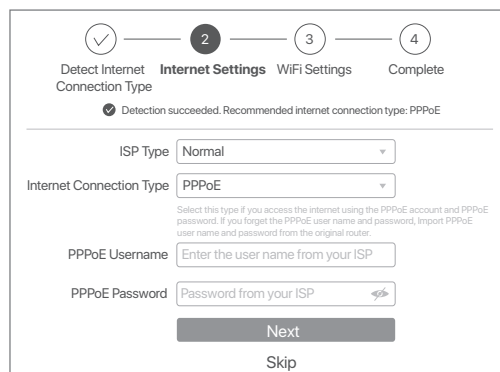 2
3
4
Detect Internet
Connection Type
Internet Settings
WiFi Settings
Complete
Detection succeeded. Recommended internet connection type: PPPoE
ISP Type
Normal
Internet Connection Type
PPPoE
Select this type if you access the internet using the PPPoE account and PPPoE
password. If you forget the PPPoE user name and password, Import PPPoE
user name and password from the original router.
PPPoE Username
Enter the user name from your ISP
PPPoE Password
Password from your ISP
Next
Skip